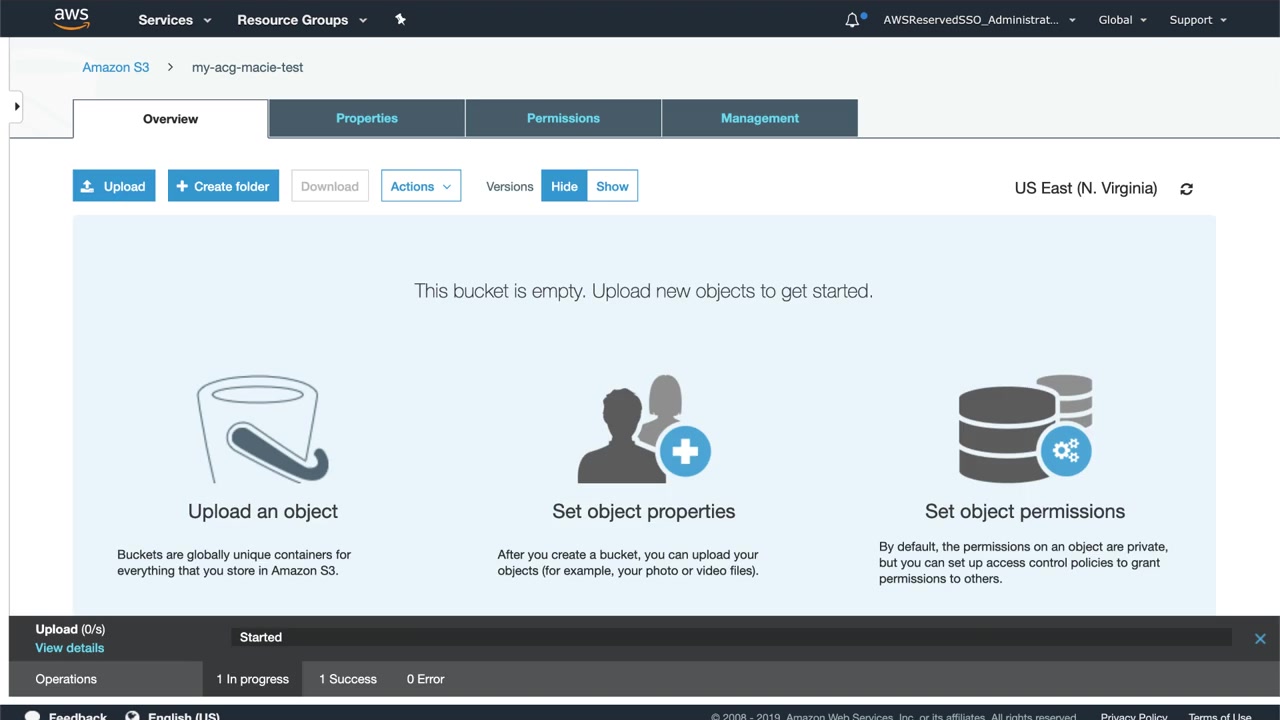 aws Services Resource Groups AWSReservedSSO_Administrat... Global Support
Amazon S3 my-acg-macie-test
Overview Properties Permissions Management
Upload Create folder Download Actions Versions Hide Show US East (N. Virginia)
This bucket is empty. Upload new objects to get started.
Upload an object
Buckets are globally unique containers for
everything that you store in Amazon S3.
Set object properties
After you create a bucket, you can upload your
objects (for example, your photo or video files).
Set object permissions
By default, the permissions on an object are private,
but you can set up access control policies to grant
permissions to others.
Upload (0/s) Started
View details
Operations 1 In progress 1 Success 0 Error
Feedback English (US) © 2008 - 2019, Amazon Web Services, Inc. or its affiliates. All rights reserved. Privacy Policy Terms of Use